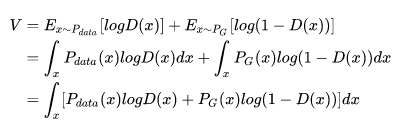 V = E_{x∼P_{data}}[logD(x)] + E_{x∼P_G}[log(1 − D(x))]
= ∫_x P_{data}(x)logD(x)dx + ∫_x P_G(x)log(1 − D(x))dx
= ∫_x [P_{data}(x)logD(x) + P_G(x)log(1 − D(x))]dx